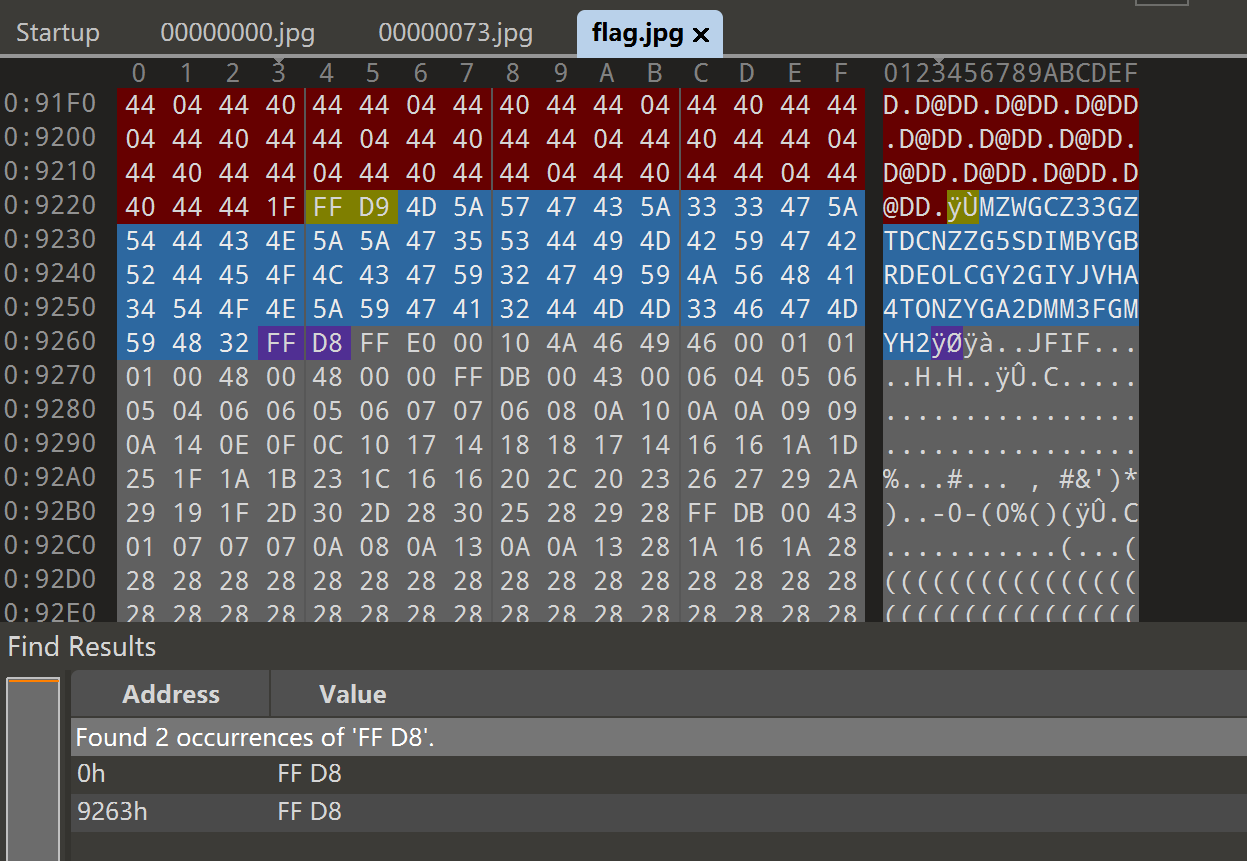 Startup 00000000.jpg 00000073.jpg flag.jpg ×
0 1 2 3 4 5 6 7 8 9 A B C D E F 0123456789ABCDEF
0:91F0 44 04 44 40 44 44 04 44 40 44 44 04 44 40 44 44 D.D@DD.D@DD.D@DD
0:9200 04 44 40 44 44 04 44 40 44 44 04 44 40 44 44 04 .D@DD.D@DD.D@DD.
0:9210 44 40 44 44 04 44 40 44 44 04 44 40 44 44 04 44 D@DD.D@DD.D@DD.D
0:9220 40 44 44 1F FF D9 4D 5A 57 47 43 5A 33 33 47 5A @DD.ÿÙMZWGCZ33GZ
0:9230 54 44 43 4E 5A 5A 47 35 53 44 49 4D 42 59 47 42 TDCNZZG5SDIMBYGB
0:9240 52 44 45 4F 4C 43 47 59 32 47 49 59 4A 56 48 41 RDEOLCGY2GIYJVHA
0:9250 34 54 4F 4E 5A 59 47 41 32 44 4D 4D 33 46 47 4D 4TONZYGA2DMM3FGM
0:9260 59 48 32 FF D8 FF E0 00 10 4A 46 49 46 00 01 01 YH2ÿØÿà..JFIF...
0:9270 01 00 48 00 48 00 00 FF DB 00 43 00 06 04 05 06 ..H.H..ÿÛ.C.....
0:9280 05 04 06 06 05 06 07 07 06 08 0A 10 0A 0A 09 09 ................
0:9290 0A 14 0E 0F 0C 10 17 14 18 18 17 14 16 16 1A 1D ................
0:92A0 25 1F 1A 1B 23 1C 16 16 20 2C 20 23 26 27 29 2A %...#... , #&')*
0:92B0 29 19 1F 2D 30 2D 28 30 25 28 29 28 FF DB 00 43 )..-0-(0%()(ÿÛ.C
0:92C0 01 07 07 07 0A 08 0A 13 0A 0A 13 28 1A 16 1A 28 ...........(...(
0:92D0 28 28 28 28 28 28 28 28 28 28 28 28 28 28 28 28 ((((((((((((((((
0:92E0 28 28 28 28 28 28 28 28 28 28 28 28 28 28 28 28 ((((((((((((((((
Find Results
Address Value
Found 2 occurrences of 'FF D8'.
0h FF D8
9263h FF D8